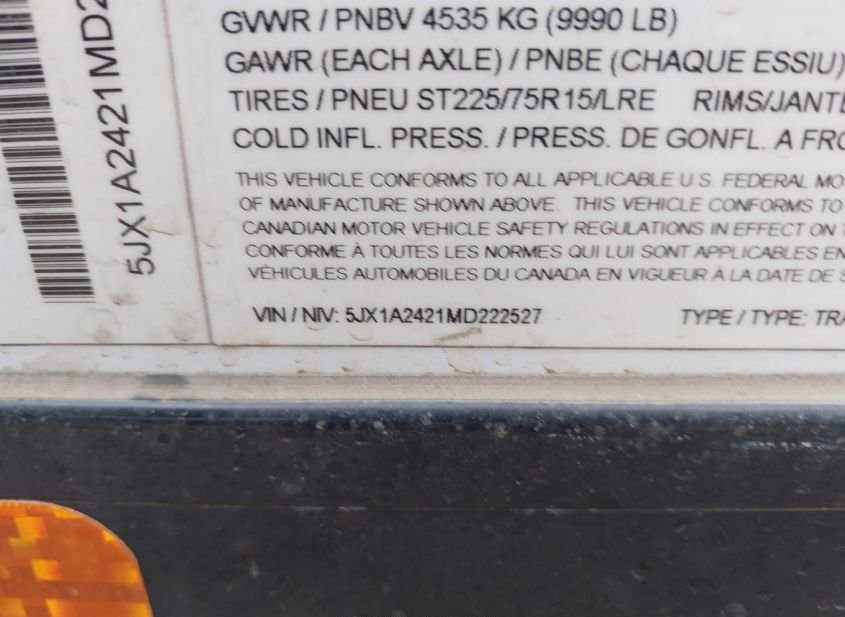 5JX1A2421MD2
GVWR / PNBV 4535 KG (9990 LB)
GAWR (EACH AXLE) / PNBE (CHAQUE ESSIU)
TIRES / PNEU ST225/75R15/LRE RIMS/JANTE
COLD INFL. PRESS. / PRESS. DE GONFL. A FRO
THIS VEHICLE CONFORMS TO ALL APPLICABLE U.S. FEDERAL MO
OF MANUFACTURE SHOWN ABOVE. THIS VEHICLE CONFORMS TO
CANADIAN MOTOR VEHICLE SAFETY REGULATIONS IN EFFECT ON
CONFORME À TOUTES LES NORMES QUI LUI SONT APPLICABLES EN
VÉHICULES AUTOMOBILES DU CANADA EN VIGUEUR À LA DATE DE S
VIN / NIV: 5JX1A2421MD222527 TYPE / TYPE: TRA